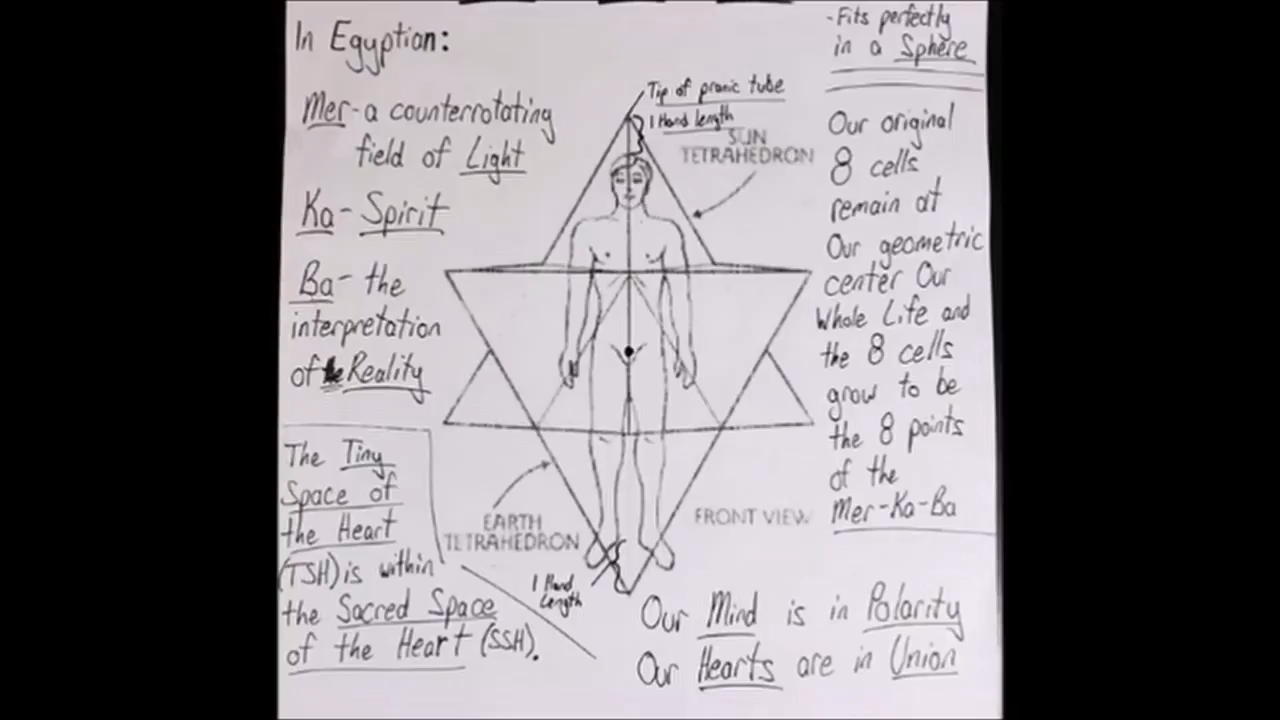 In Egyption:
Mer-a counterrotating
field of Light
Ka- Spirit
Ba- the
interpretation
of the Reality
The Tiny
Space of
the Heart
(TSH) is within
the Sacred Space
of the Heart (SSH).
Tip of pranic tube
1 Hand length
SUN
TETRAHEDRON
EARTH
TETRAHEDRON
FRONT VIEW
1 Hand
Length
-Fits perfectly
in a Sphere
Our original
8 cells
remain at
Our geometric
center Our
Whole Life and
the 8 cells
grow to be
the 8 points
of the
Mer-Ka-Ba
Our Mind is in Polarity
Our Hearts are in Union